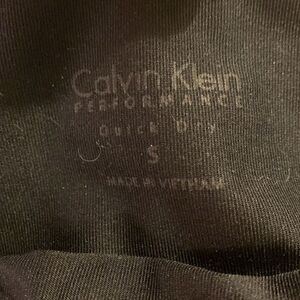 Calvin Klein
PERFORMANCE
Quick Dry
S
MADE IN VIETNAM